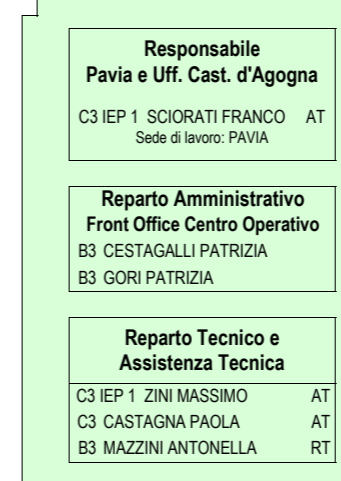 Responsabile
Pavia e Uff. Cast. d'Agogna
C3 IEP 1 SCIORATI FRANCO AT
Sede di lavoro: PAVIA
Reparto Amministrativo
Front Office Centro Operativo
B3 CESTAGALLI PATRIZIA
B3 GORI PATRIZIA
Reparto Tecnico e
Assistenza Tecnica
C3 IEP 1 ZINI MASSIMO AT
C3 CASTAGNA PAOLA AT
B3 MAZZINI ANTONELLA RT